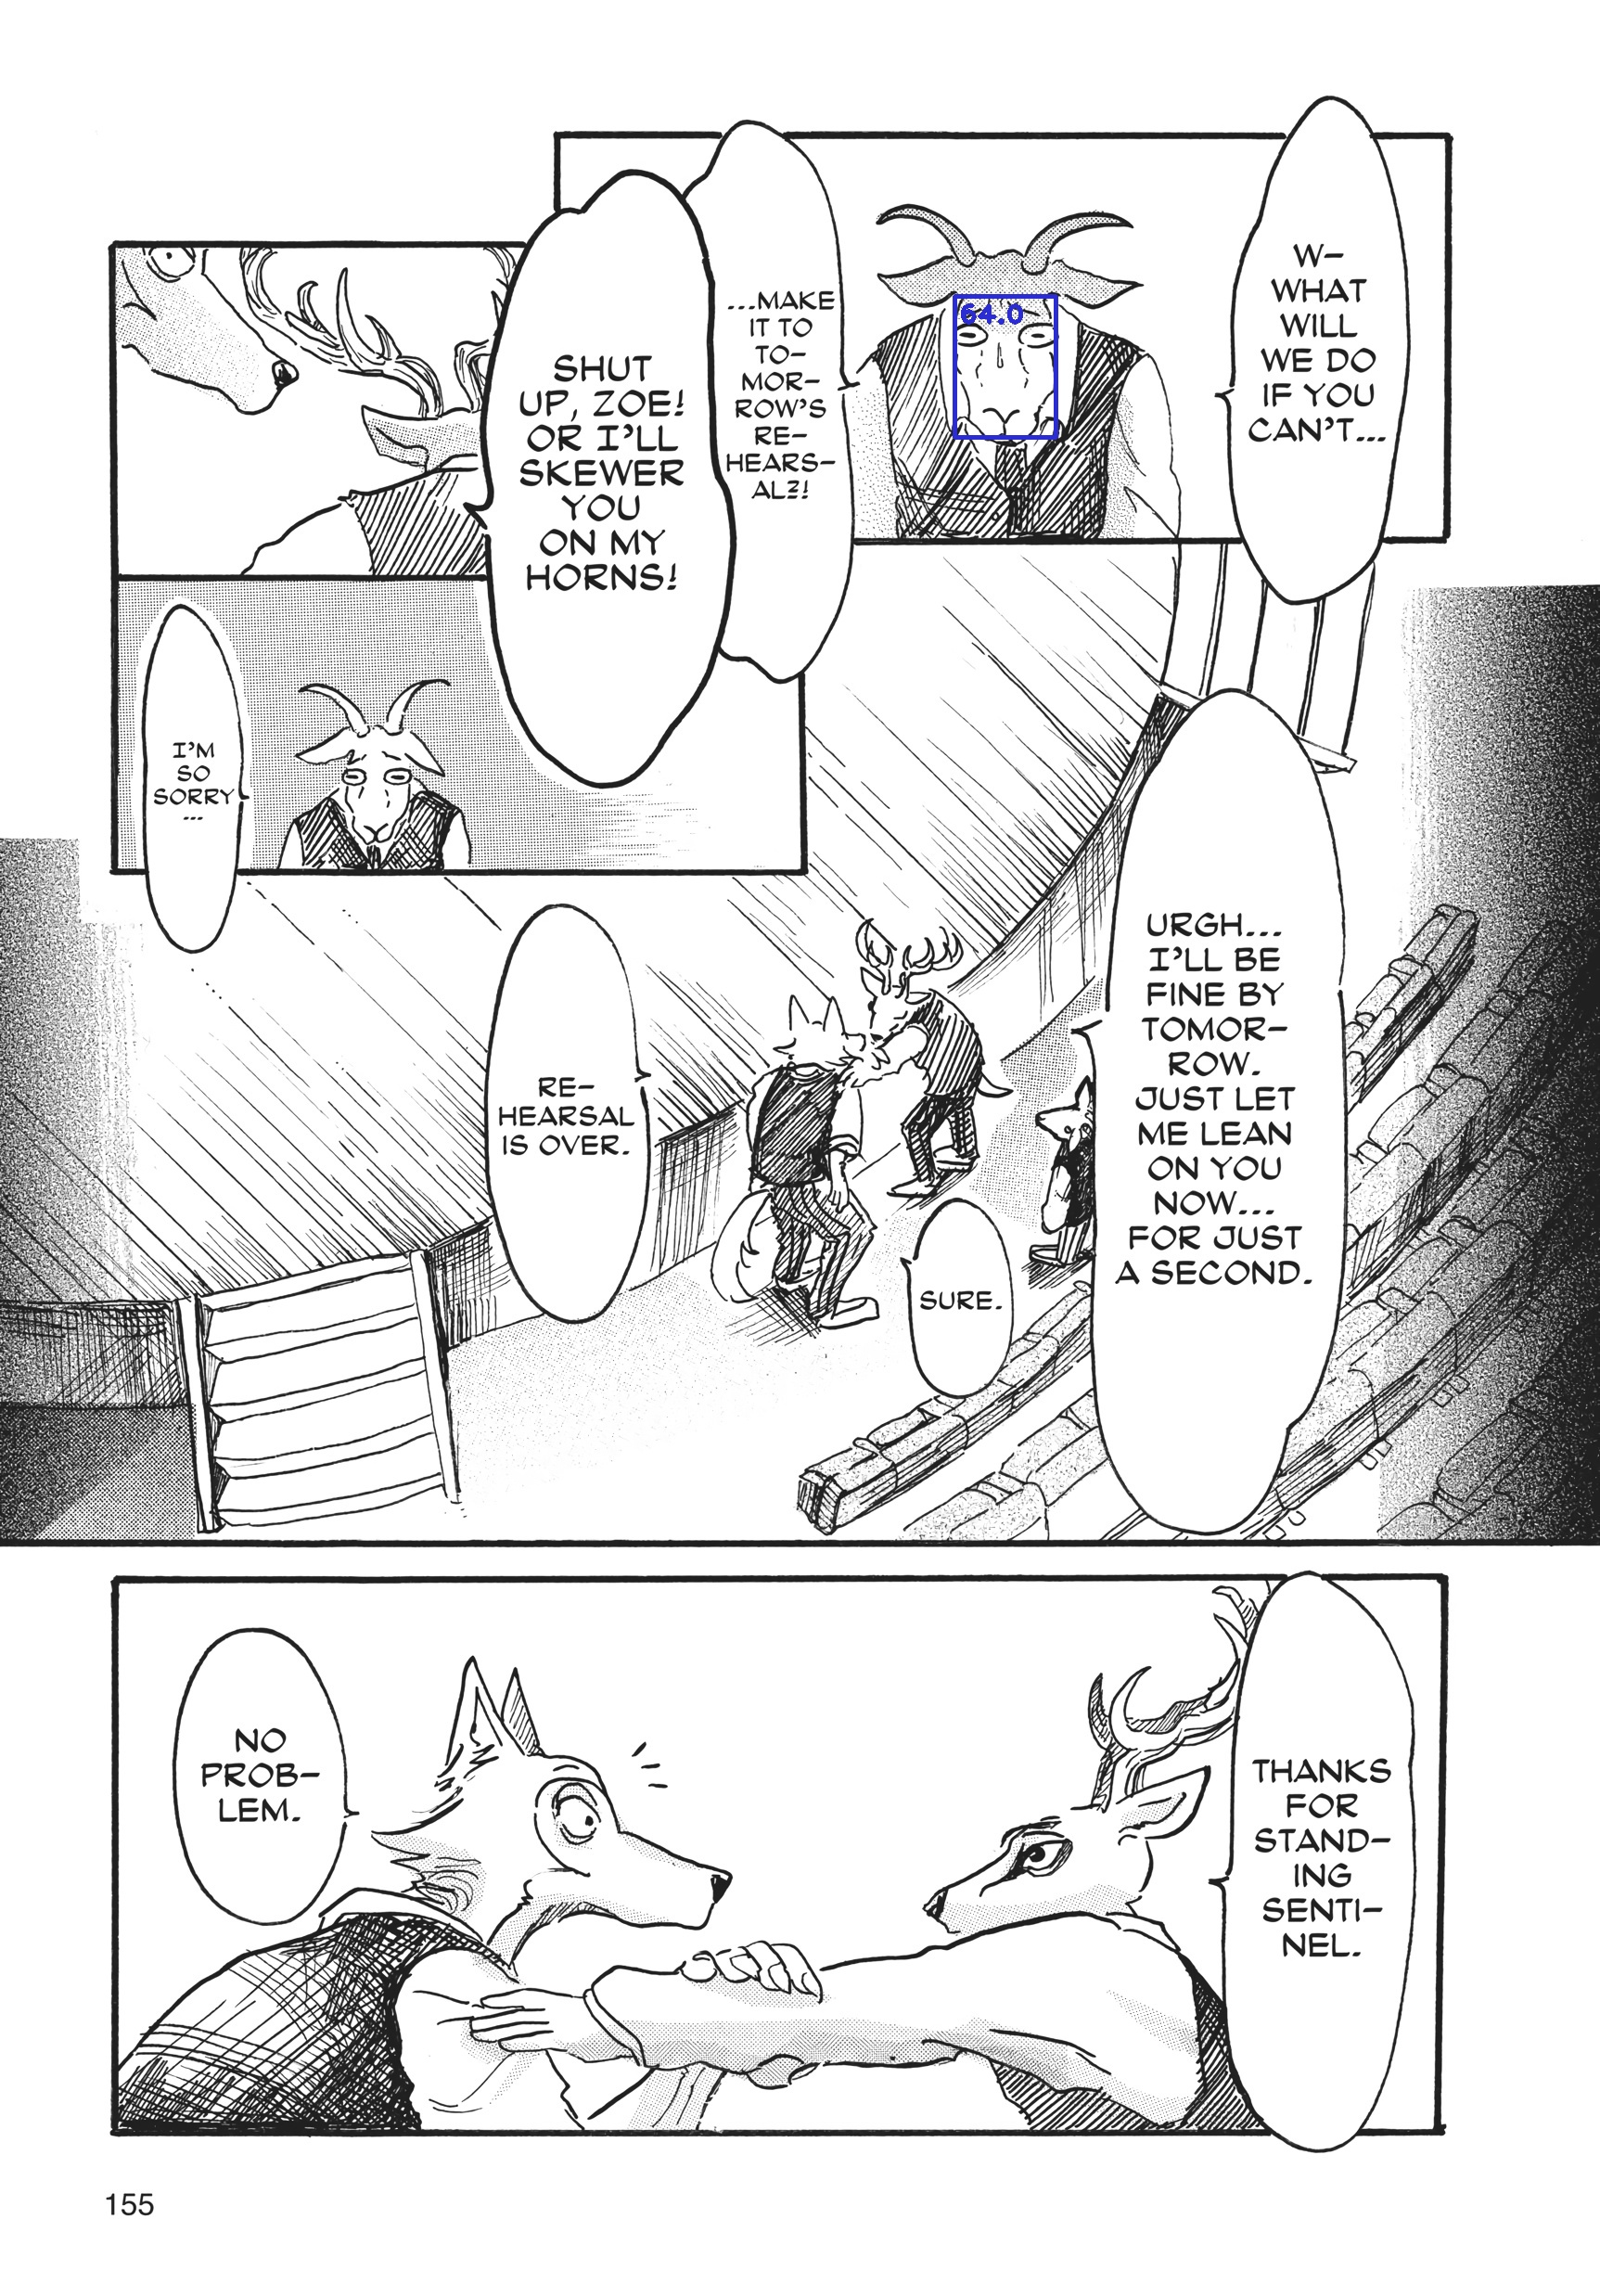 W-
WHAT
WILL
WE DO
IF YOU
CAN'T...
...MAKE
IT TO
TO-
MOR-
ROW'S
RE-
HEARS-
AL?!
64.0
SHUT
UP, ZOE!
OR I'LL
SKEWER
YOU
ON MY
HORNS!
I'M
SO
SORRY
...
URGH...
I'LL BE
FINE BY
TOMOR-
ROW.
JUST LET
ME LEAN
ON YOU
NOW...
FOR JUST
A SECOND.
SURE.
RE-
HEARSAL
IS OVER.
THANKS
FOR
STAND-
ING
SENTI-
NEL.
NO
PROB-
LEM.
155